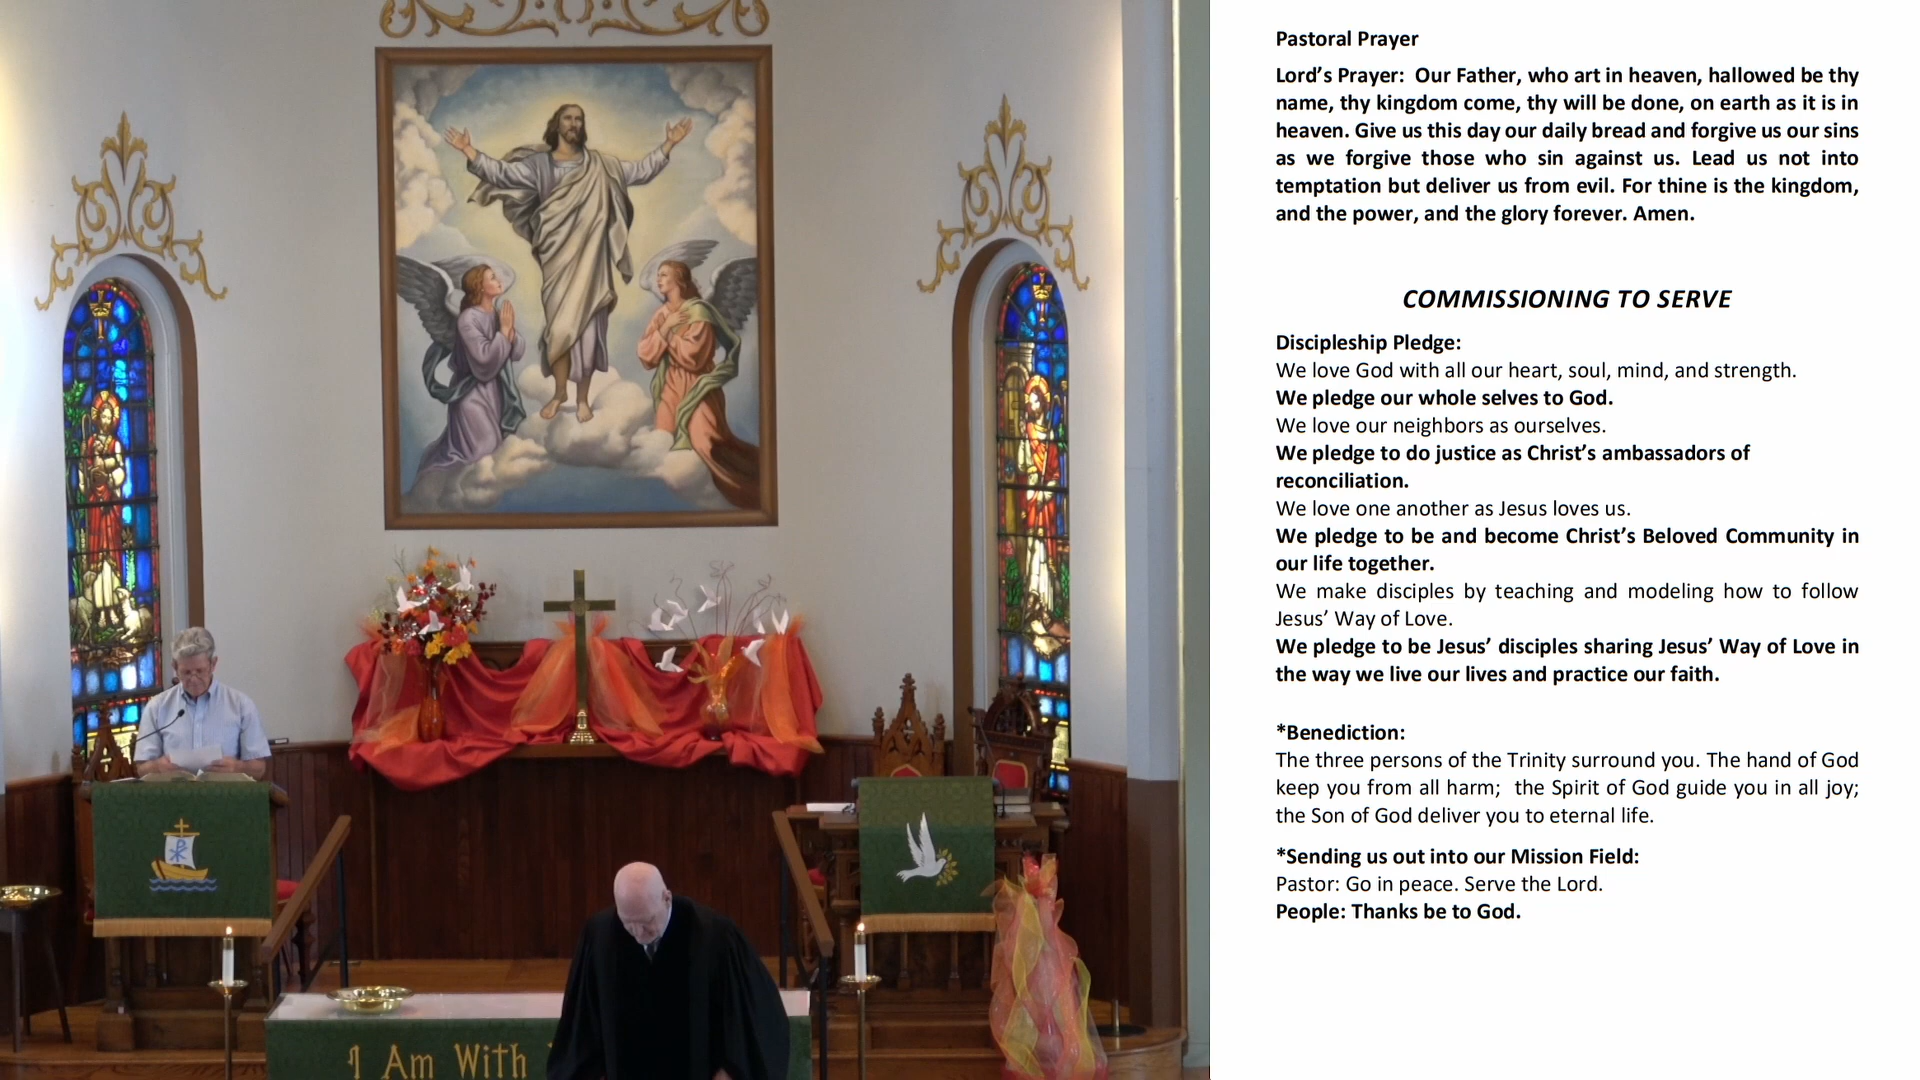 Pastoral Prayer
Lord’s Prayer: Our Father, who art in heaven, hallowed be thy
name, thy kingdom come, thy will be done, on earth as it is in
heaven. Give us this day our daily bread and forgive us our sins
as we forgive those who sin against us. Lead us not into
temptation but deliver us from evil. For thine is the kingdom,
and the power, and the glory forever. Amen.
COMMISSIONING TO SERVE
Discipleship Pledge:
We love God with all our heart, soul, mind, and strength.
We pledge our whole selves to God.
We love our neighbors as ourselves.
We pledge to do justice as Christ’s ambassadors of
reconciliation.
We love one another as Jesus loves us.
We pledge to be and become Christ’s Beloved Community in
our life together.
We make disciples by teaching and modeling how to follow
Jesus’ Way of Love.
We pledge to be Jesus’ disciples sharing Jesus’ Way of Love in
the way we live our lives and practice our faith.
*Benediction:
The three persons of the Trinity surround you. The hand of God
keep you from all harm; the Spirit of God guide you in all joy;
the Son of God deliver you to eternal life.
*Sending us out into our Mission Field:
Pastor: Go in peace. Serve the Lord.
People: Thanks be to God.
I Am With